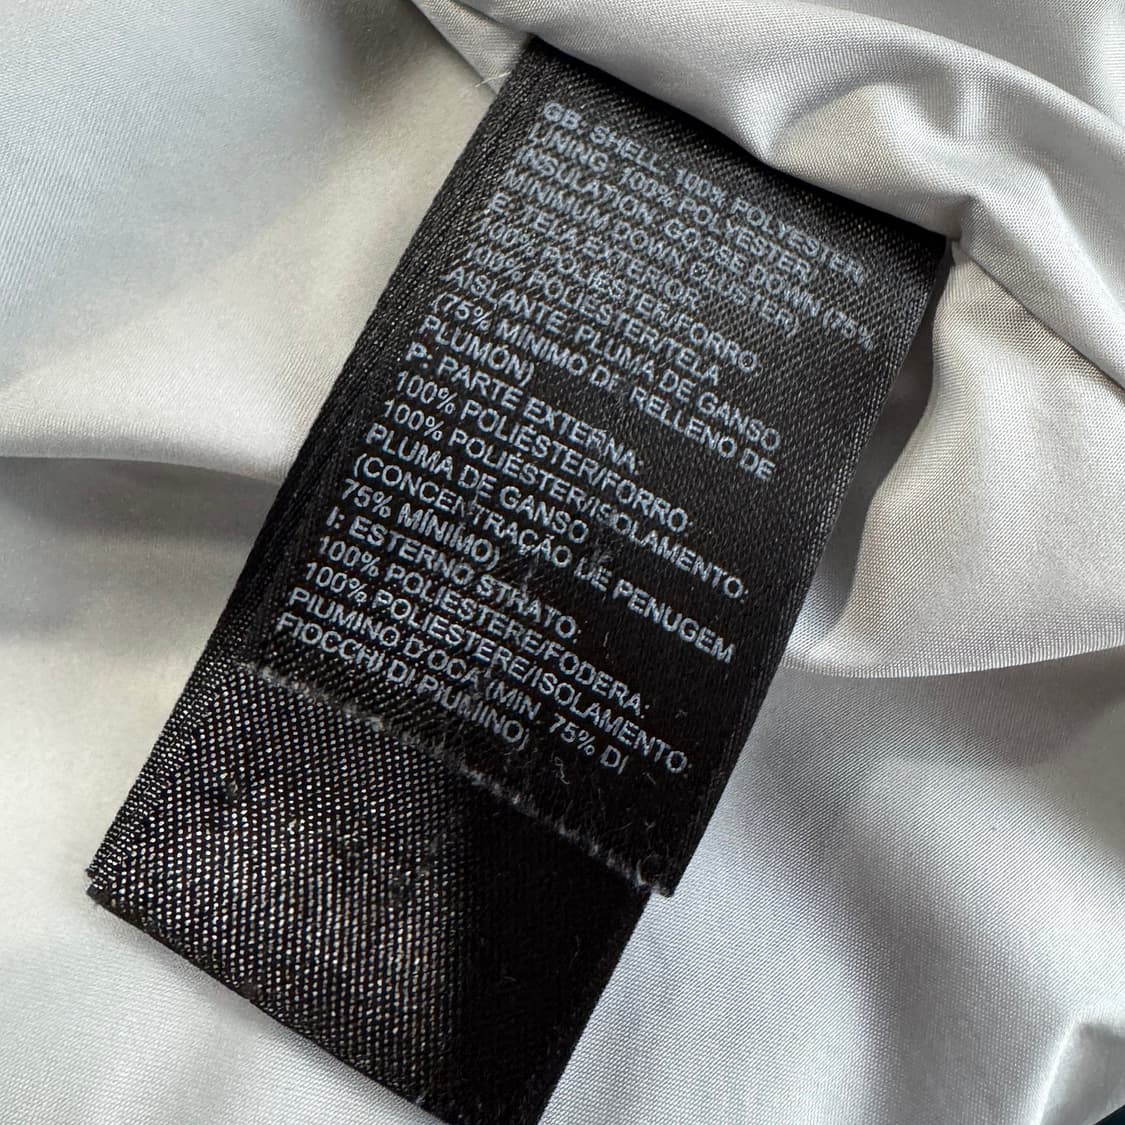 GB: SHELL: 100% POLYESTER
LINING: 100% POLYESTER
INSULATION: GOOSE DOWN (75%
MINIMUM DOWN CLUSTER)
E: TELA EXTERIOR:
100% POLIÉSTER/FORRO
100% POLIÉSTER/TELA
AISLANTE: PLUMA DE GANSO
(75% MÍNIMO DE RELLENO DE
PLUMÓN)
P: PARTE EXTERNA:
100% POLIÉSTER/FORRO:
100% POLIÉSTER/ISOLAMENTO:
PLUMA DE GANSO
(CONCENTRAÇÃO DE PENUGEM
75% MINIMO)
I: ESTERNO STRATO:
100% POLIESTERE/FODERA:
100% POLIESTERE/ISOLAMENTO:
PIUMINO D'OCA (MIN. 75% DI
FIOCCHI DI PIUMINO)